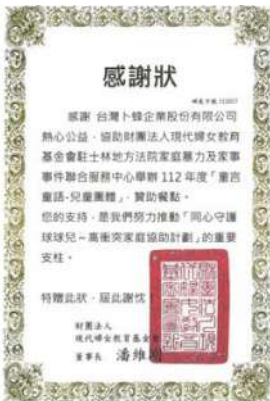 感謝狀
感謝 台灣卜蜂企業股份有限公司
熱心公益，協助財團法人現代婦女教育
基金會駐士林地方法院家庭暴力及家事
事件聯合服務中心舉辦 112 年度「童言
童語-兒童團體」，贊助餐點。
您的支持，是我們努力推動「同心守護
球球兒~高衝突家庭協助計劃」的重要
支柱。
特贈此狀，屆此謝忱
財團法人
現代婦女教育基金會
董事長 潘維